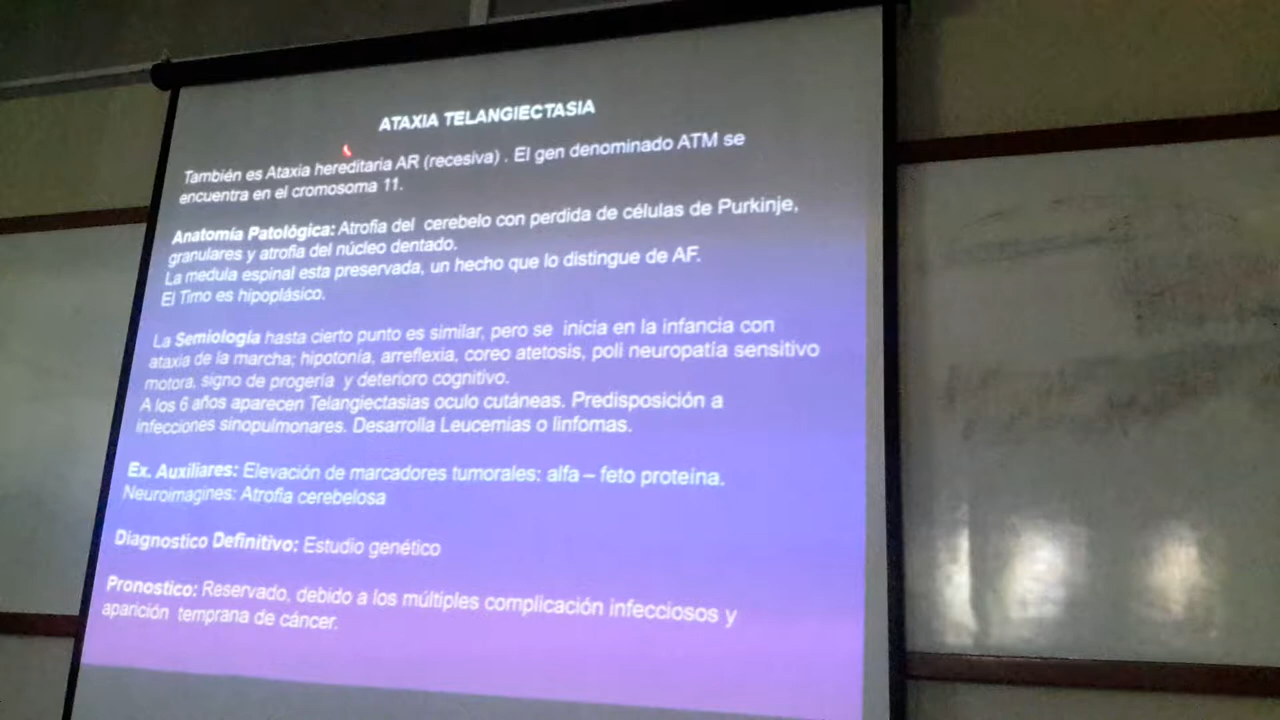 ATAXIA TELANGIECTASIA
También es Ataxia hereditaria AR (recesiva) . El gen denominado ATM se
encuentra en el cromosoma 11.
Anatomía Patológica: Atrofia del cerebelo con perdida de células de Purkinje,
granulares y atrofia del núcleo dentado.
La medula espinal esta preservada, un hecho que lo distingue de AF.
El Timo es hipoplásico.
La Semiología hasta cierto punto es similar, pero se inicia en la infancia con
ataxia de la marcha; hipotonía, arreflexia, coreo atetosis, poli neuropatía sensitivo
motora, signo de progeria y deterioro cognitivo.
A los 6 años aparecen Telangiectasias oculo cutáneas. Predisposición a
infecciones sinopulmonares. Desarrolla Leucemias o linfomas.
Ex. Auxiliares: Elevación de marcadores tumorales: alfa – feto proteína.
Neuroimagines: Atrofia cerebelosa
Diagnostico Definitivo: Estudio genético
Pronostico: Reservado, debido a los múltiples complicación infecciosos y
aparición temprana de cáncer.